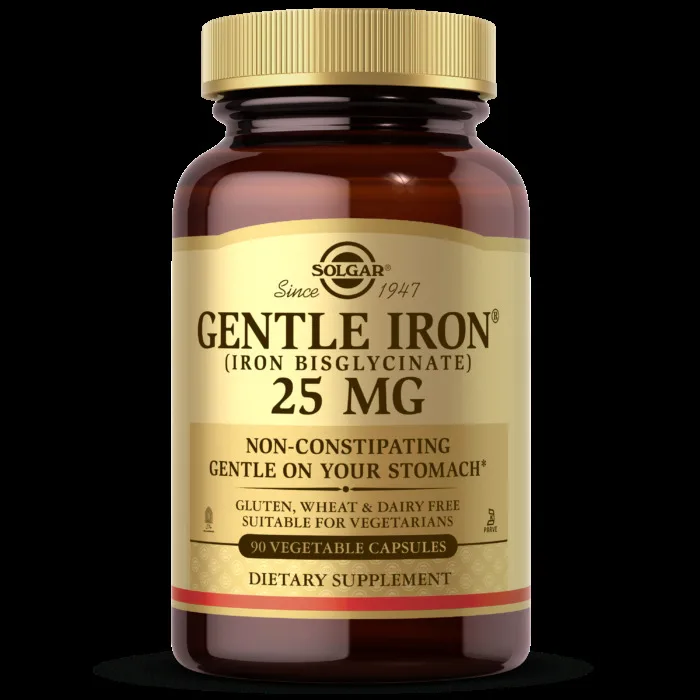 SOLGAR®
Since 1947
GENTLE IRON®
(IRON BISGLYCINATE)
25 MG
NON-CONSTIPATING
GENTLE ON YOUR STOMACH*
GLUTEN, WHEAT & DAIRY FREE
SUITABLE FOR VEGETARIANS
PARVE
90 VEGETABLE CAPSULES
DIETARY SUPPLEMENT